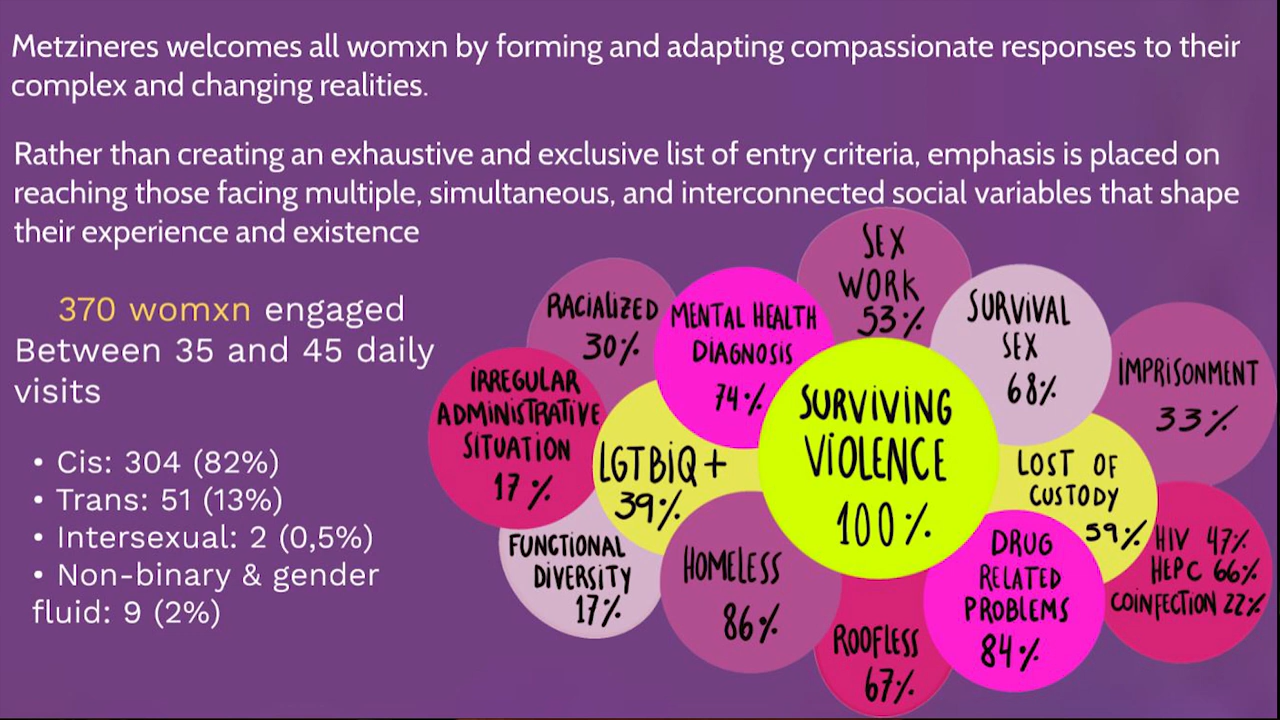 Metzineres welcomes all womxn by forming and adapting compassionate responses to their
complex and changing realities.
Rather than creating an exhaustive and exclusive list of entry criteria, emphasis is placed on
reaching those facing multiple, simultaneous, and interconnected social variables that shape
their experience and existence
370 womxn engaged
Between 35 and 45 daily
visits
• Cis: 304 (82%)
• Trans: 51 (13%)
• Intersexual: 2 (0,5%)
• Non-binary & gender
fluid: 9 (2%)
SEX
WORK
53%
RACIALIZED
30%
MENTAL HEALTH
DIAGNOSIS
74%
SURVIVAL
SEX
68%
IMPRISONMENT
33%
IRREGULAR
ADMINISTRATIVE
SITUATION
17%
LGTBIQ+
39%
SURVIVING
VIOLENCE
100%
LOST OF
CUSTODY
59%
FUNCTIONAL
DIVERSITY
17%
HOMELESS
86%
ROOFLESS
67%
DRUG
RELATED
PROBLEMS
84%
HIV 47%
HEPC 66%
COINFECTION 22%